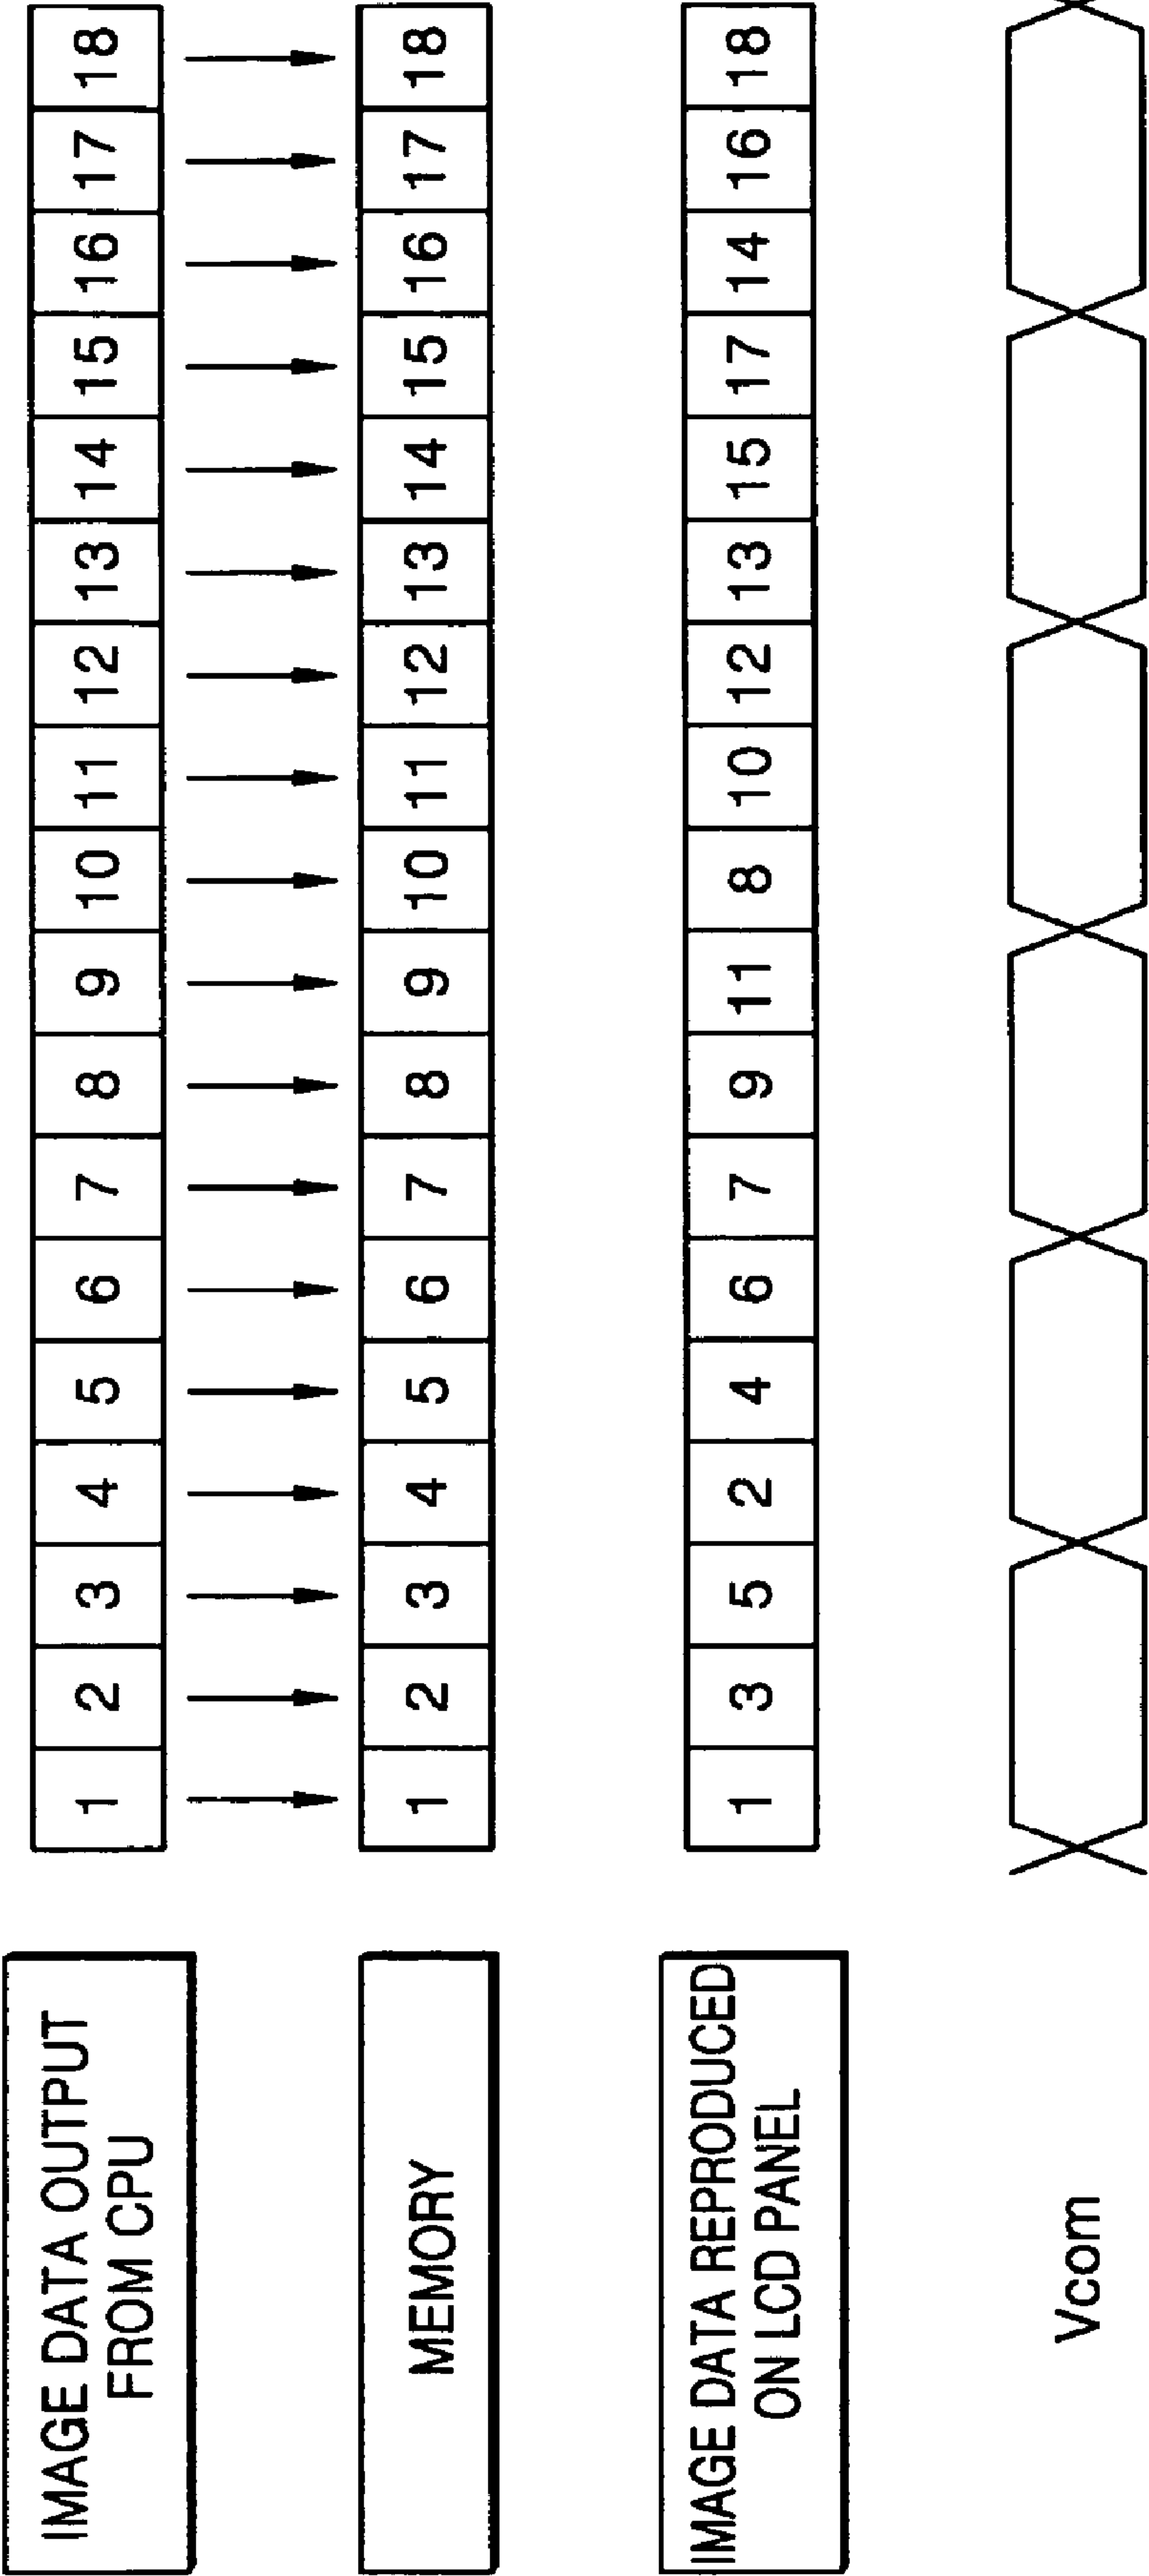 IMAGE DATA OUTPUT
FROM CPU
1 2 3 4 5 6 7 8 9 10 11 12 13 14 15 16 17 18
MEMORY
1 2 3 4 5 6 7 8 9 10 11 12 13 14 15 16 17 18
IMAGE DATA REPRODUCED
ON LCD PANEL
1 3 5 2 4 6 7 9 11 8 10 12 13 15 17 14 16 18
Vcom